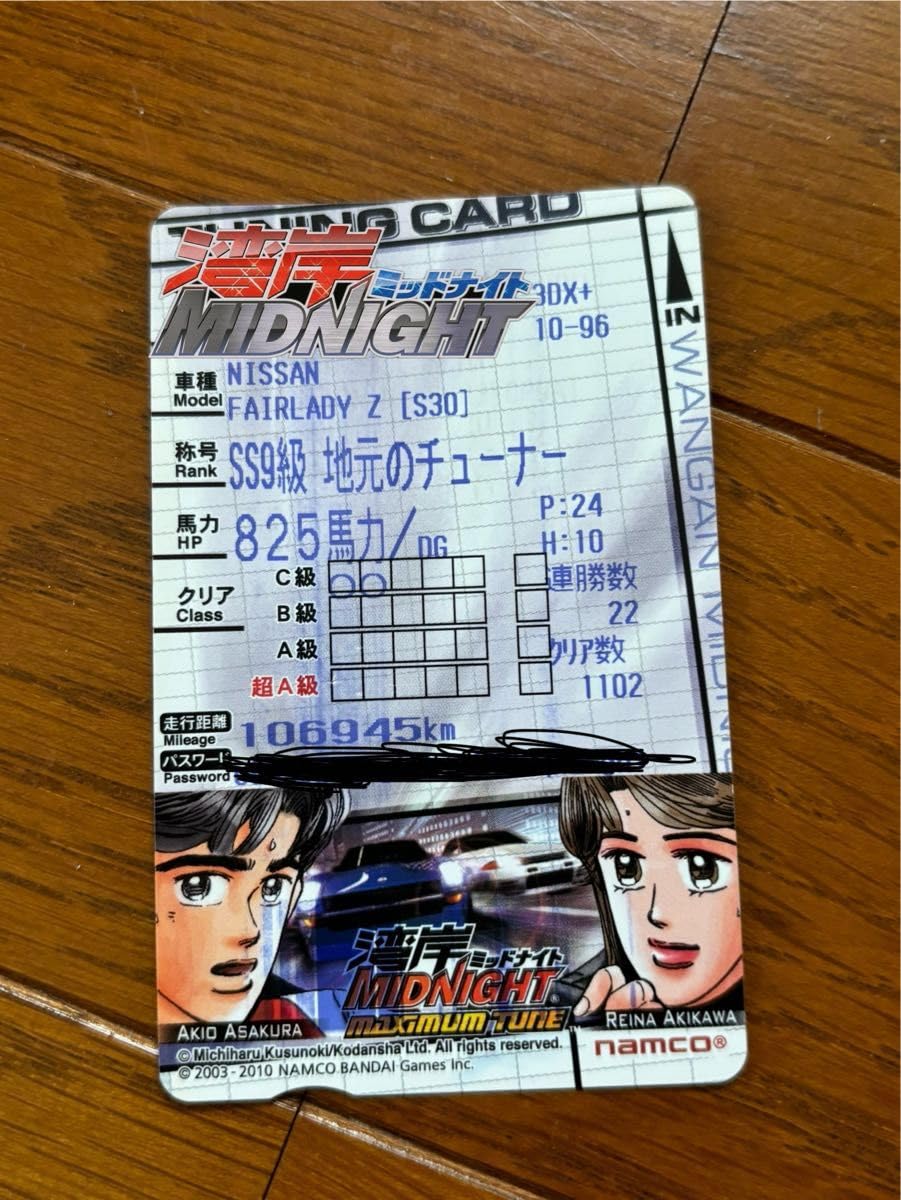 TUNING CARD
湾岸ミッドナイト
MIDNIGHT
3DX+
10-96
IN
WANGAN MIDN
車種
Model
NISSAN
FAIRLADY Z [S30]
称号
Rank
SS9級 地元のチューナー
馬力
HP
825馬力/DG
P:24
H:10
クリア
Class
C級
○○
B級
A級
超A級
連勝数
22
クリア数
1102
走行距離
Mileage
106945km
パスワード
Password
湾岸ミッドナイト
MIDNIGHT®
MAXIMUM TUNE™
AKIO ASAKURA
REINA AKIKAWA
© Michiharu Kusunoki/Kodansha Ltd. All rights reserved.
© 2003-2010 NAMCO BANDAI Games Inc.
namco®